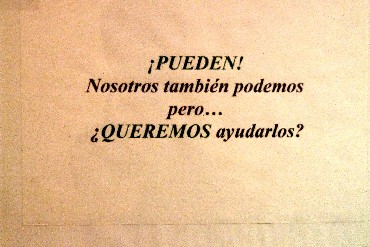 ¡PUEDEN!
Nosotros también podemos
pero…
¿QUEREMOS ayudarlos?